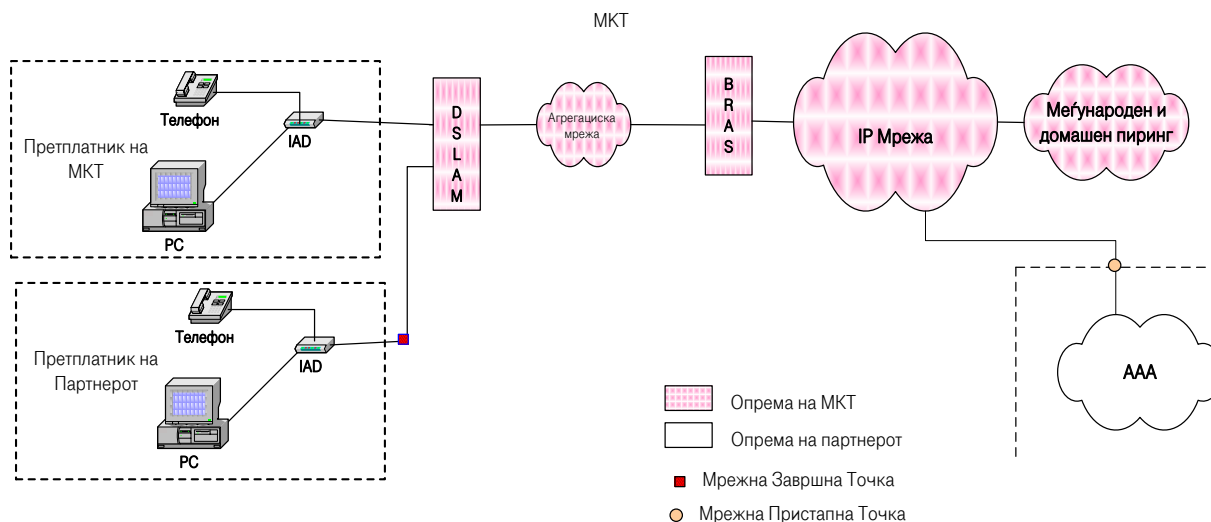 МКТ
Телефон
IAD
Претплатник на
МКТ
PC
D
S
L
A
M
Агрегациска
мрежа
B
R
A
S
IP Мрежа
Меѓународен и
домашен пиринг
Телефон
IAD
Претплатник на
Партнерот
PC
AAA
Опрема на МКТ
Опрема на партнерот
Мрежна Завршна Точка
Мрежна Пристапна Точка